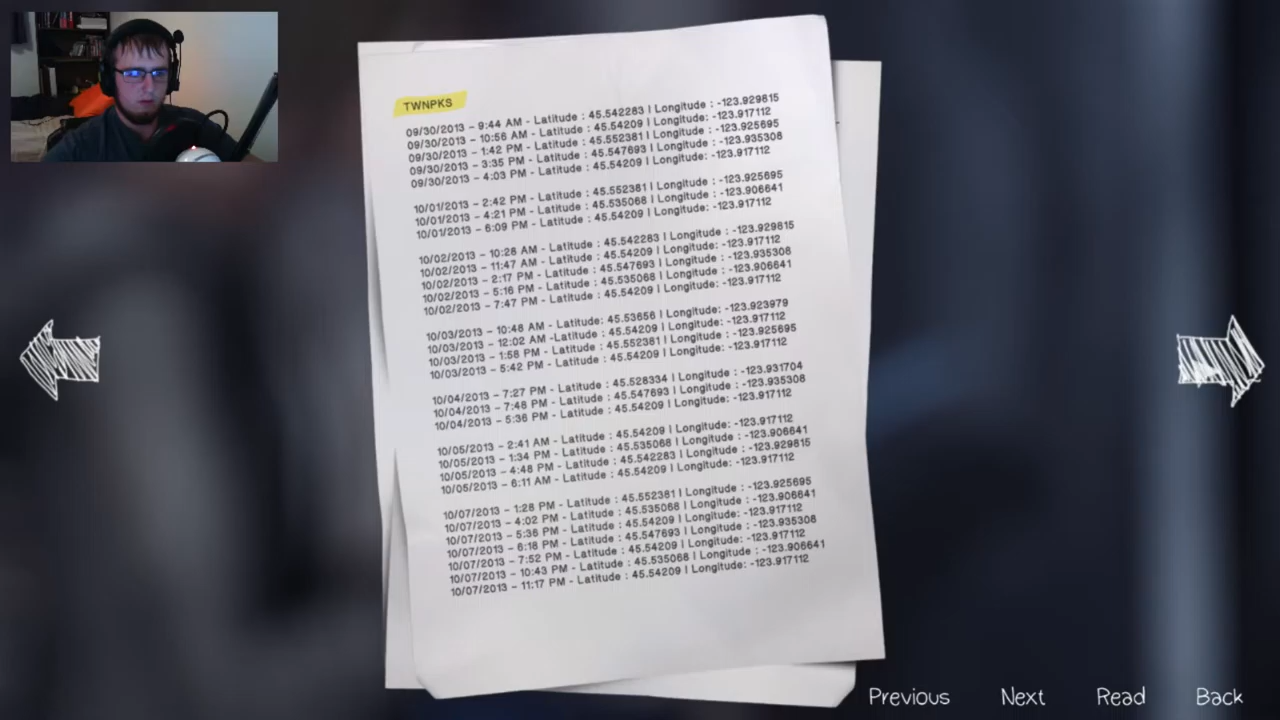 TWNPKS
09/30/2013 - 9:44 AM - Latitude : 45.542283 | Longitude : -123.929815
09/30/2013 - 10:56 AM - Latitude : 45.54209 | Longitude: -123.917112
09/30/2013 - 1:42 PM - Latitude : 45.552381 | Longitude : -123.925695
09/30/2013 - 3:35 PM - Latitude : 45.547693 | Longitude : -123.935308
09/30/2013 - 4:03 PM - Latitude : 45.54209 | Longitude: -123.917112
10/01/2013 - 2:42 PM - Latitude : 45.552381 | Longitude : -123.925695
10/01/2013 - 4:21 PM - Latitude : 45.535068 | Longitude : -123.906641
10/01/2013 - 6:09 PM - Latitude : 45.54209 | Longitude: -123.917112
10/02/2013 - 10:28 AM - Latitude : 45.542283 | Longitude : -123.929815
10/02/2013 - 11:47 AM - Latitude : 45.54209 | Longitude: -123.917112
10/02/2013 - 2:17 PM - Latitude : 45.547693 | Longitude : -123.935308
10/02/2013 - 5:16 PM - Latitude : 45.535068 | Longitude : -123.906641
10/02/2013 - 7:47 PM - Latitude : 45.54209 | Longitude: -123.917112
10/03/2013 - 10:48 AM - Latitude: 45.53656 | Longitude: -123.923979
10/03/2013 - 12:02 AM -Latitude : 45.54209 | Longitude: -123.917112
10/03/2013 - 1:58 PM - Latitude : 45.552381 | Longitude : -123.925695
10/03/2013 - 5:42 PM - Latitude : 45.54209 | Longitude: -123.917112
10/04/2013 - 7:27 PM - Latitude : 45.528334 | Longitude : -123.931704
10/04/2013 - 7:48 PM - Latitude : 45.547693 | Longitude : -123.935308
10/04/2013 - 5:36 PM - Latitude : 45.54209 | Longitude: -123.917112
10/05/2013 - 2:41 AM - Latitude : 45.54209 | Longitude: -123.917112
10/05/2013 - 1:34 PM - Latitude : 45.535068 | Longitude : -123.906641
10/05/2013 - 4:48 PM - Latitude : 45.542283 | Longitude : -123.929815
10/05/2013 - 6:11 AM - Latitude : 45.54209 | Longitude: -123.917112
10/07/2013 - 1:28 PM - Latitude : 45.552381 | Longitude : -123.925695
10/07/2013 - 4:02 PM - Latitude : 45.535068 | Longitude : -123.906641
10/07/2013 - 5:36 PM - Latitude : 45.54209 | Longitude: -123.917112
10/07/2013 - 6:18 PM - Latitude : 45.547693 | Longitude : -123.935308
10/07/2013 - 7:52 PM - Latitude : 45.54209 | Longitude: -123.917112
10/07/2013 - 10:43 PM - Latitude : 45.535068 | Longitude : -123.906641
10/07/2013 - 11:17 PM - Latitude : 45.54209 | Longitude: -123.917112
Previous Next Read Back